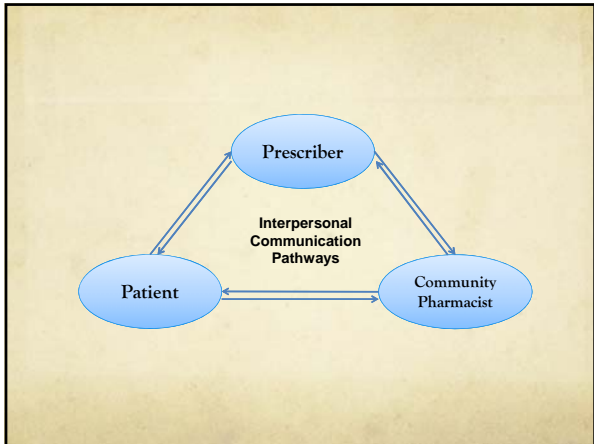 Prescriber
Interpersonal
Communication
Pathways
Patient
Community
Pharmacist